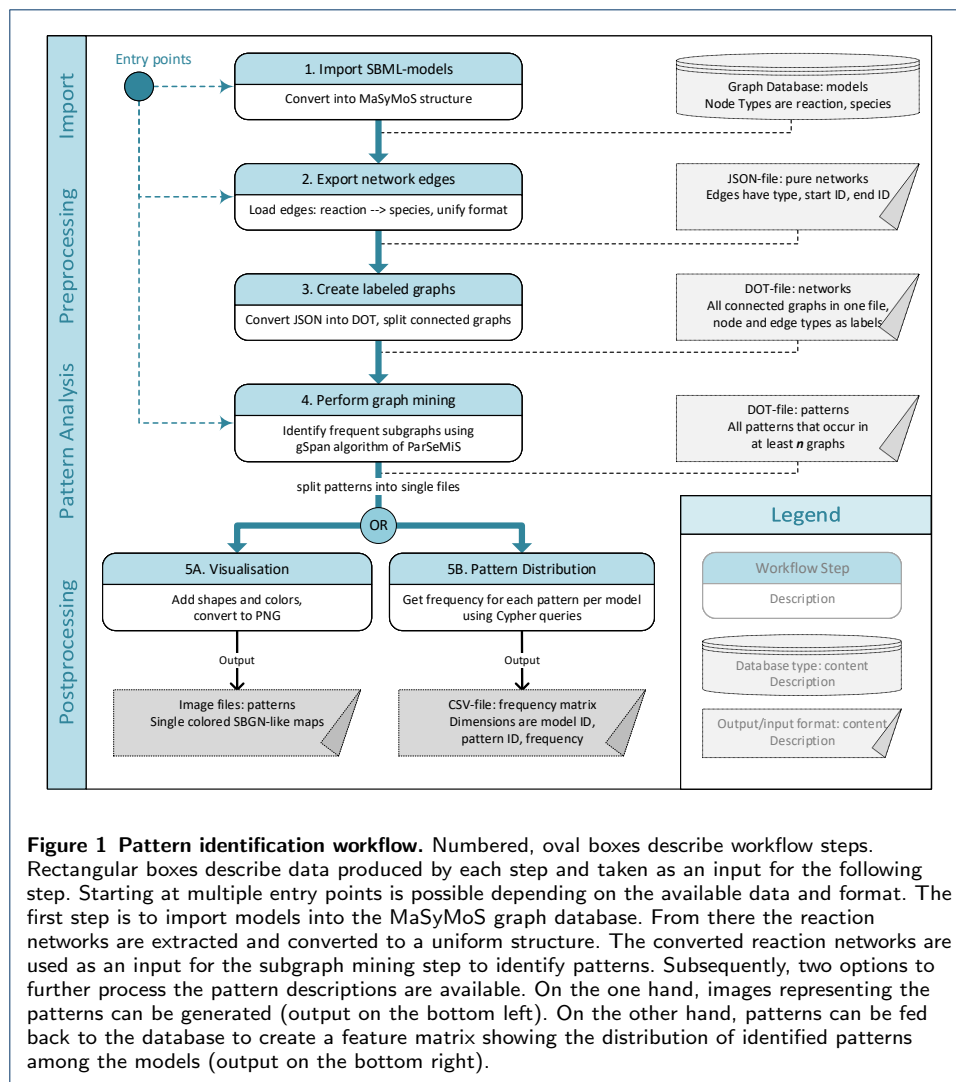 Import
Preprocessing
Pattern Analysis
Postprocessing
Entry points
1. Import SBML-models
Convert into MaSyMoS structure
Graph Database: models
Node Types are reaction, species
2. Export network edges
Load edges: reaction --> species, unify format
JSON-file: pure networks
Edges have type, start ID, end ID
3. Create labeled graphs
Convert JSON into DOT, split connected graphs
DOT-file: networks
All connected graphs in one file,
node and edge types as labels
4. Perform graph mining
Identify frequent subgraphs using
gSpan algorithm of ParSeMiS
DOT-file: patterns
All patterns that occur in
at least n graphs
split patterns into single files
OR
5A. Visualisation
Add shapes and colors,
convert to PNG
Output
Image files: patterns
Single colored SBGN-like maps
5B. Pattern Distribution
Get frequency for each pattern per model
using Cypher queries
Output
CSV-file: frequency matrix
Dimensions are model ID,
pattern ID, frequency
Legend
Workflow Step
Description
Database type: content
Description
Output/input format: content
Description
Figure 1 Pattern identification workflow. Numbered, oval boxes describe workflow steps.
Rectangular boxes describe data produced by each step and taken as an input for the following
step. Starting at multiple entry points is possible depending on the available data and format. The
first step is to import models into the MaSyMoS graph database. From there the reaction
networks are extracted and converted to a uniform structure. The converted reaction networks are
used as an input for the subgraph mining step to identify patterns. Subsequently, two options to
further process the pattern descriptions are available. On the one hand, images representing the
patterns can be generated (output on the bottom left). On the other hand, patterns can be fed
back to the database to create a feature matrix showing the distribution of identified patterns
among the models (output on the bottom right).